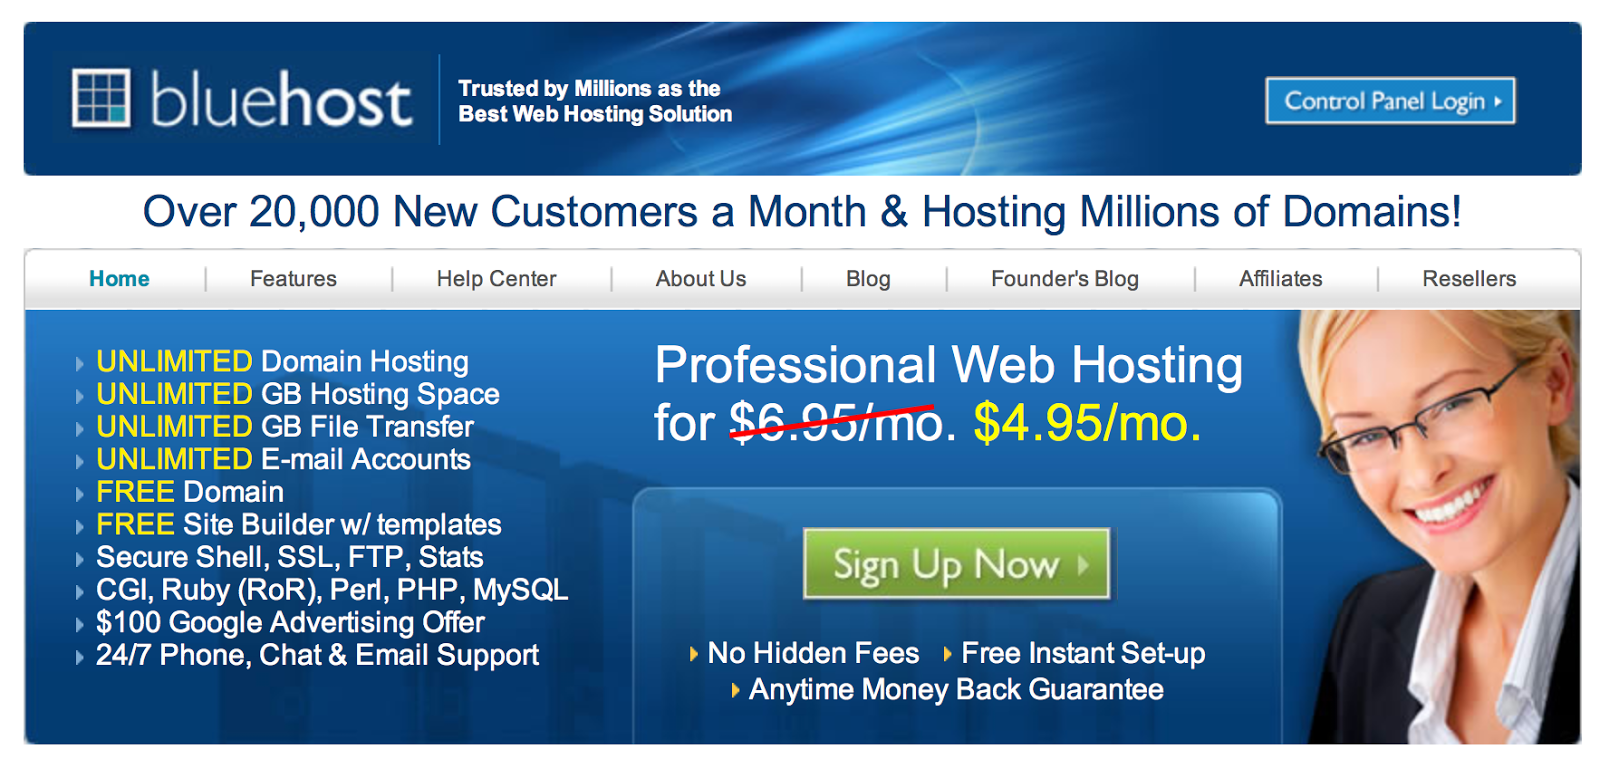 bluehost
Trusted by Millions as the
Best Web Hosting Solution
Control Panel Login
Over 20,000 New Customers a Month & Hosting Millions of Domains!
Home
Features
Help Center
About Us
Blog
Founder's Blog
Affiliates
Resellers
UNLIMITED Domain Hosting
UNLIMITED GB Hosting Space
UNLIMITED GB File Transfer
UNLIMITED E-mail Accounts
FREE Domain
FREE Site Builder w/ templates
Secure Shell, SSL, FTP, Stats
CGI, Ruby (RoR), Perl, PHP, MySQL
$100 Google Advertising Offer
24/7 Phone, Chat & Email Support
Professional Web Hosting
for $6.95/mo. $4.95/mo.
Sign Up Now
No Hidden Fees
Free Instant Set-up
Anytime Money Back Guarantee